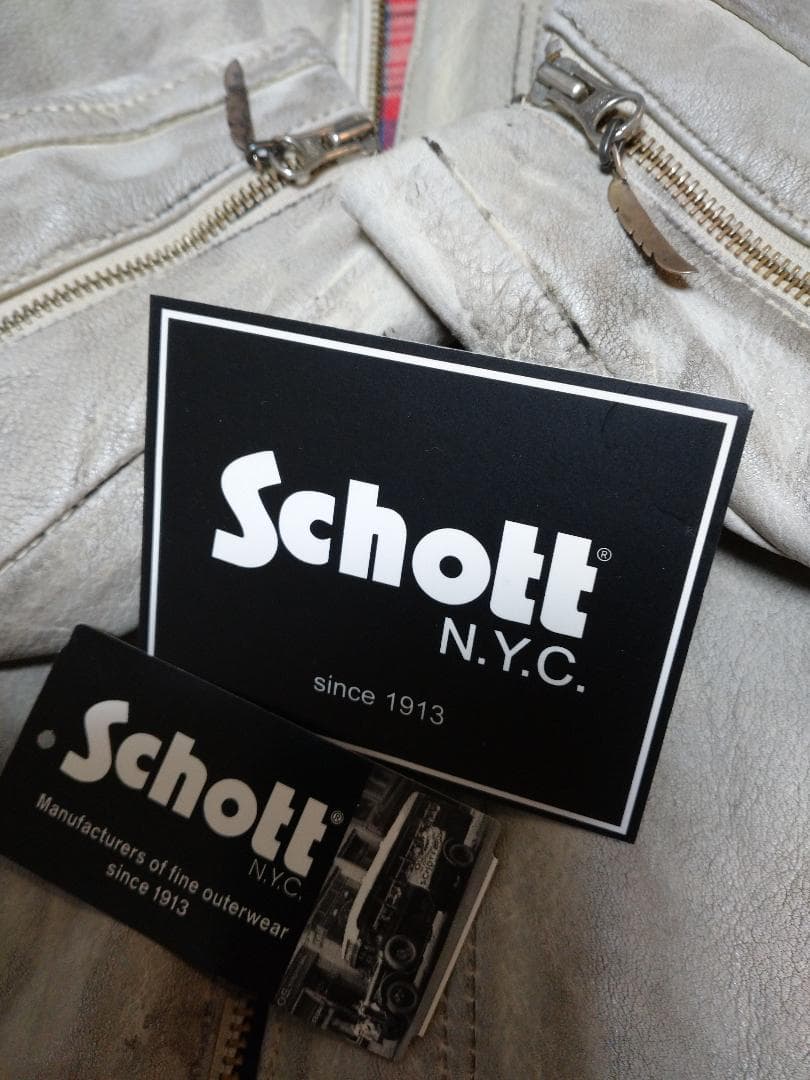 Schott®
N.Y.C.
since 1913
Schott®
N.Y.C.
Manufacturers of fine outerwear
since 1913